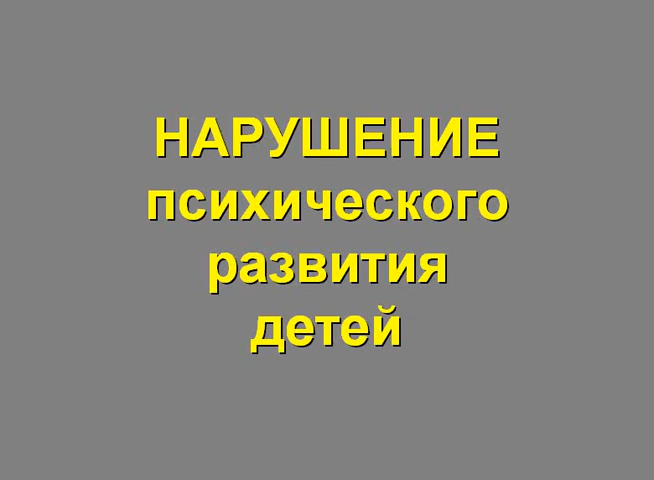 НАРУШЕНИЕ
психического
развития
детей